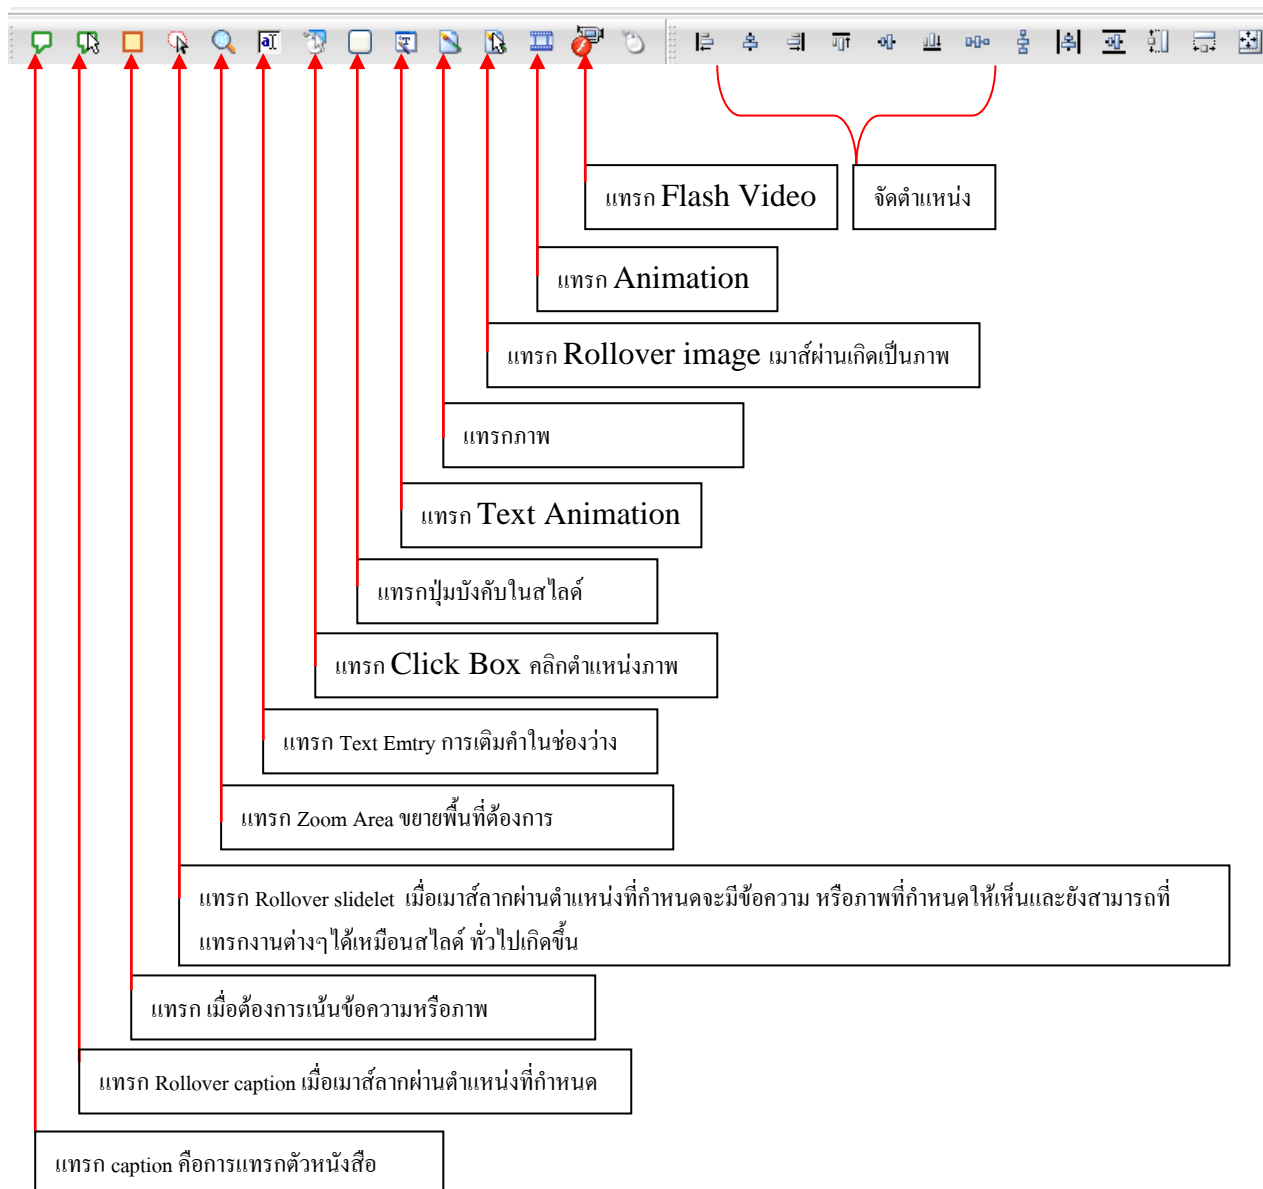 แทรก Flash Video
จัดตำแหน่ง
แทรก Animation
แทรก Rollover image เมาส์ผ่านเกิดเป็นภาพ
แทรกภาพ
แทรก Text Animation
แทรกปุ่มบังคับในสไลด์
แทรก Click Box คลิกตำแหน่งภาพ
แทรก Text Emtry การเติมคำในช่องว่าง
แทรก Zoom Area ขยายพื้นที่ต้องการ
แทรก Rollover slidelet เมื่อเมาส์ลากผ่านตำแหน่งที่กำหนดจะมีข้อความ หรือภาพที่กำหนดให้เห็นและยังสามารถที่
แทรกงานต่างๆได้เหมือนสไลด์ ทั่วไปเกิดขึ้น
แทรก เมื่อต้องการเน้นข้อความหรือภาพ
แทรก Rollover caption เมื่อเมาส์ลากผ่านตำแหน่งที่กำหนด
แทรก caption คือการแทรกตัวหนังสือ